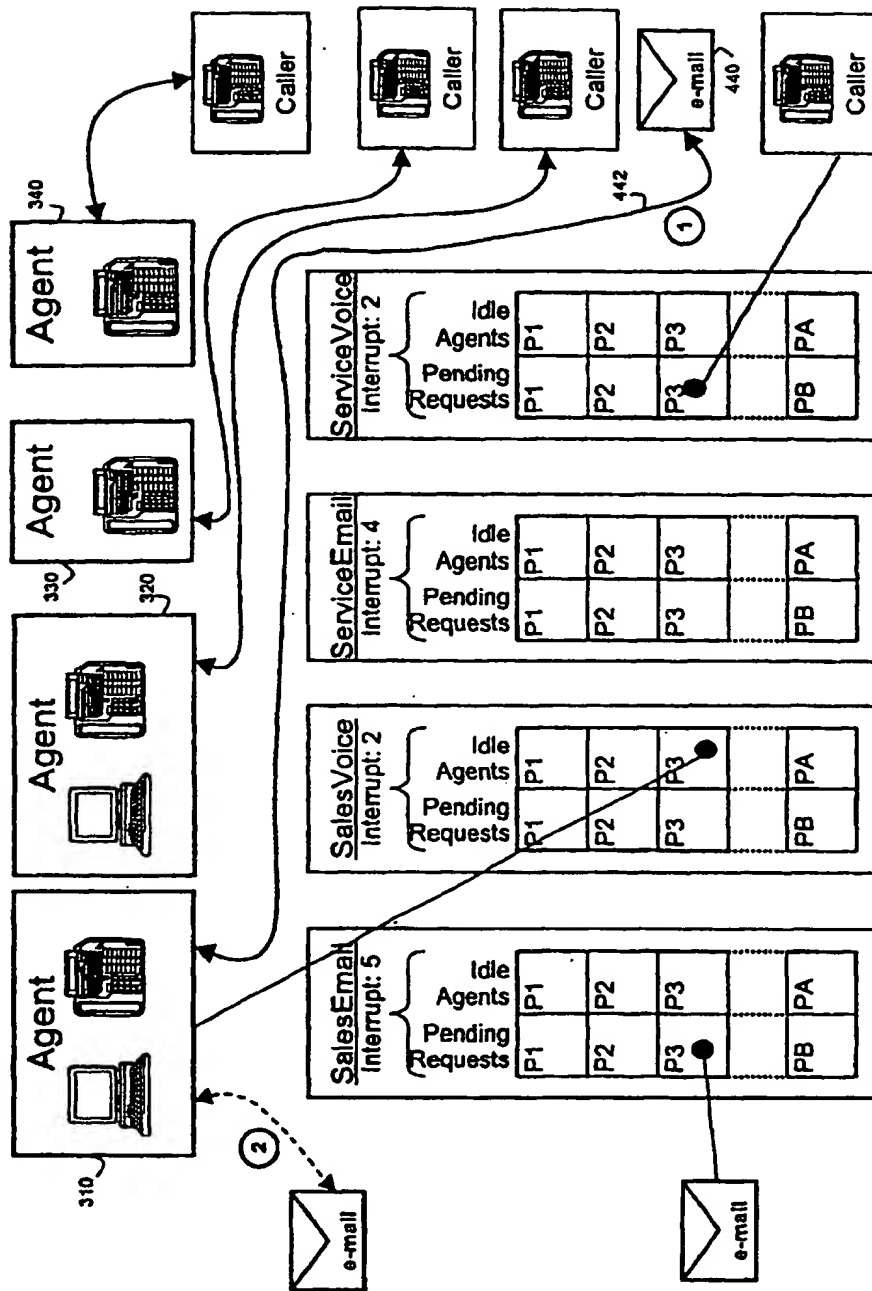 310
Agent
320
Agent
330
Agent
340
Agent
Caller
Caller
Caller
e-mail
440
Caller
442
1
2
e-mail
e-mail
SalesEmail
Interrupt: 5
Pending Requests
Idle Agents
P1 P1
P2 P2
P3 P3
PB PA
SalesVoice
Interrupt: 2
Pending Requests
Idle Agents
P1 P1
P2 P2
P3 P3
PB PA
ServiceEmail
Interrupt: 4
Pending Requests
Idle Agents
P1 P1
P2 P2
P3 P3
PB PA
ServiceVoice
Interrupt: 2
Pending Requests
Idle Agents
P1 P1
P2 P2
P3 P3
PB PA